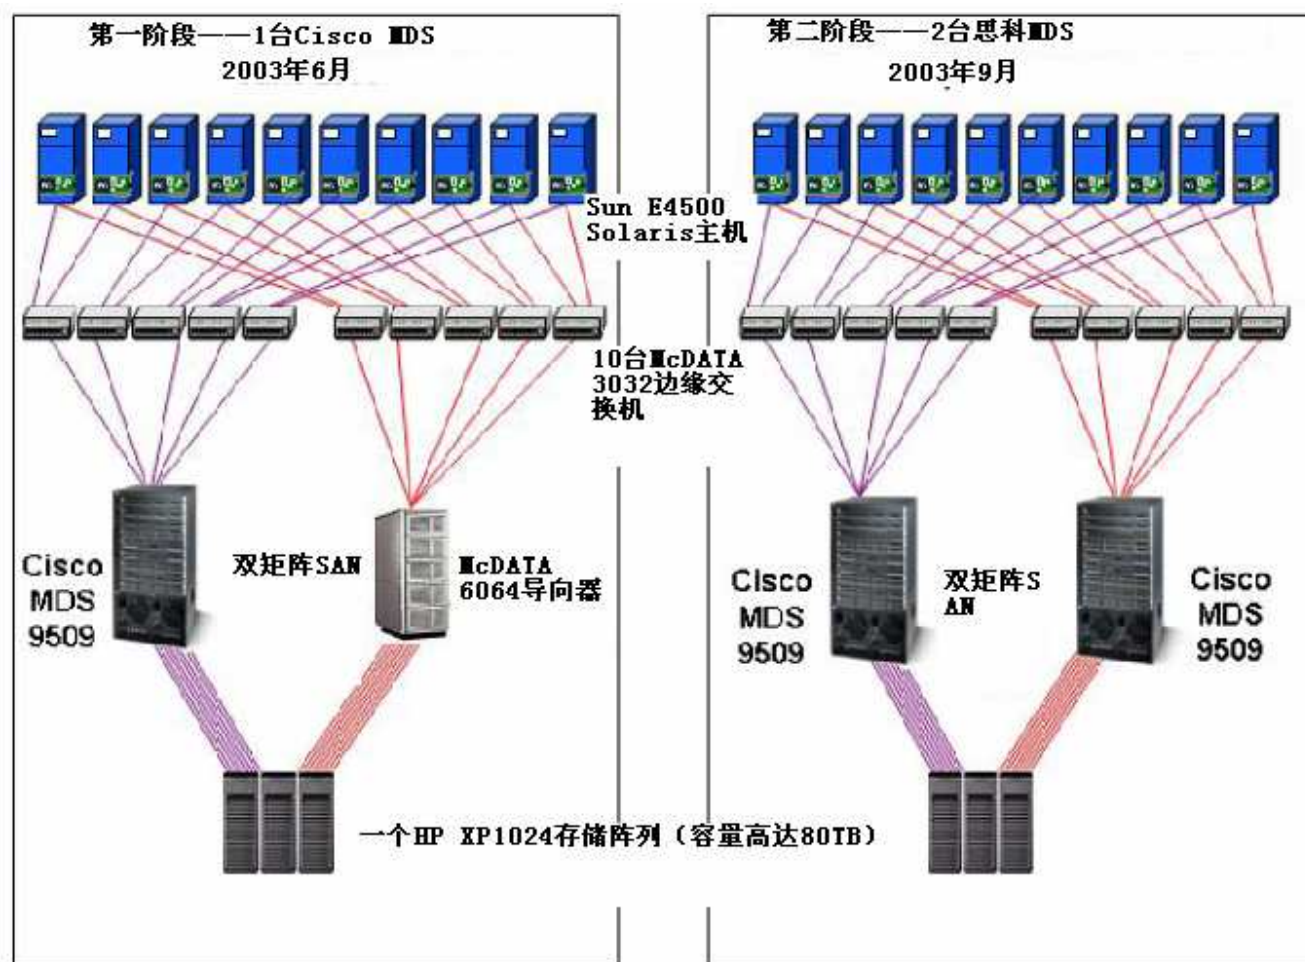 第一阶段——1台Cisco MDS
2003年6月
第二阶段——2台思科MDS
2003年9月
Sun E4500
Solaris主机
10台McDATA
3032边缘交
换机
Cisco
MDS
9509
双矩阵SAN
McDATA
6064导向器
CIsco
MDS
9509
双矩阵S
AN
Cisco
MDS
9509
一个HP XP1024存储阵列（容量高达80TB）